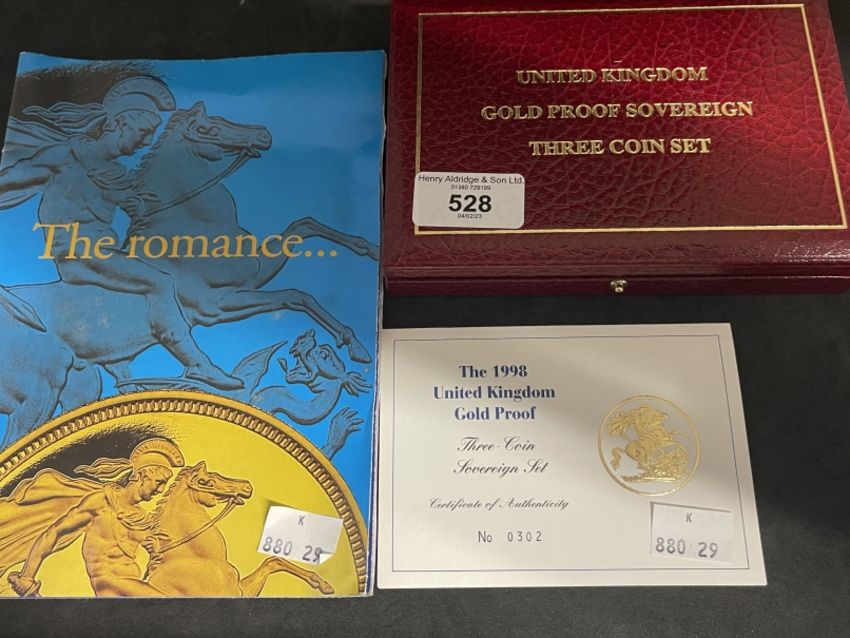 The romance...
K
880 29
UNITED KINGDOM
GOLD PROOF SOVEREIGN
THREE COIN SET
Henry Aldridge & Son Ltd.
01380 729199
528
04/02/23
The 1998
United Kingdom
Gold Proof
Three-Coin
Sovereign Set
Certificate of Authenticity
No 0302
K
880 29